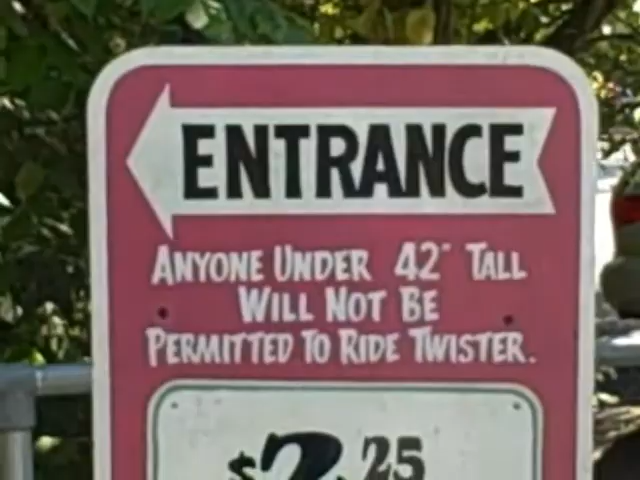 ENTRANCE
ANYONE UNDER 42" TALL
WILL NOT BE
PERMITTED TO RIDE TWISTER.
$2.25